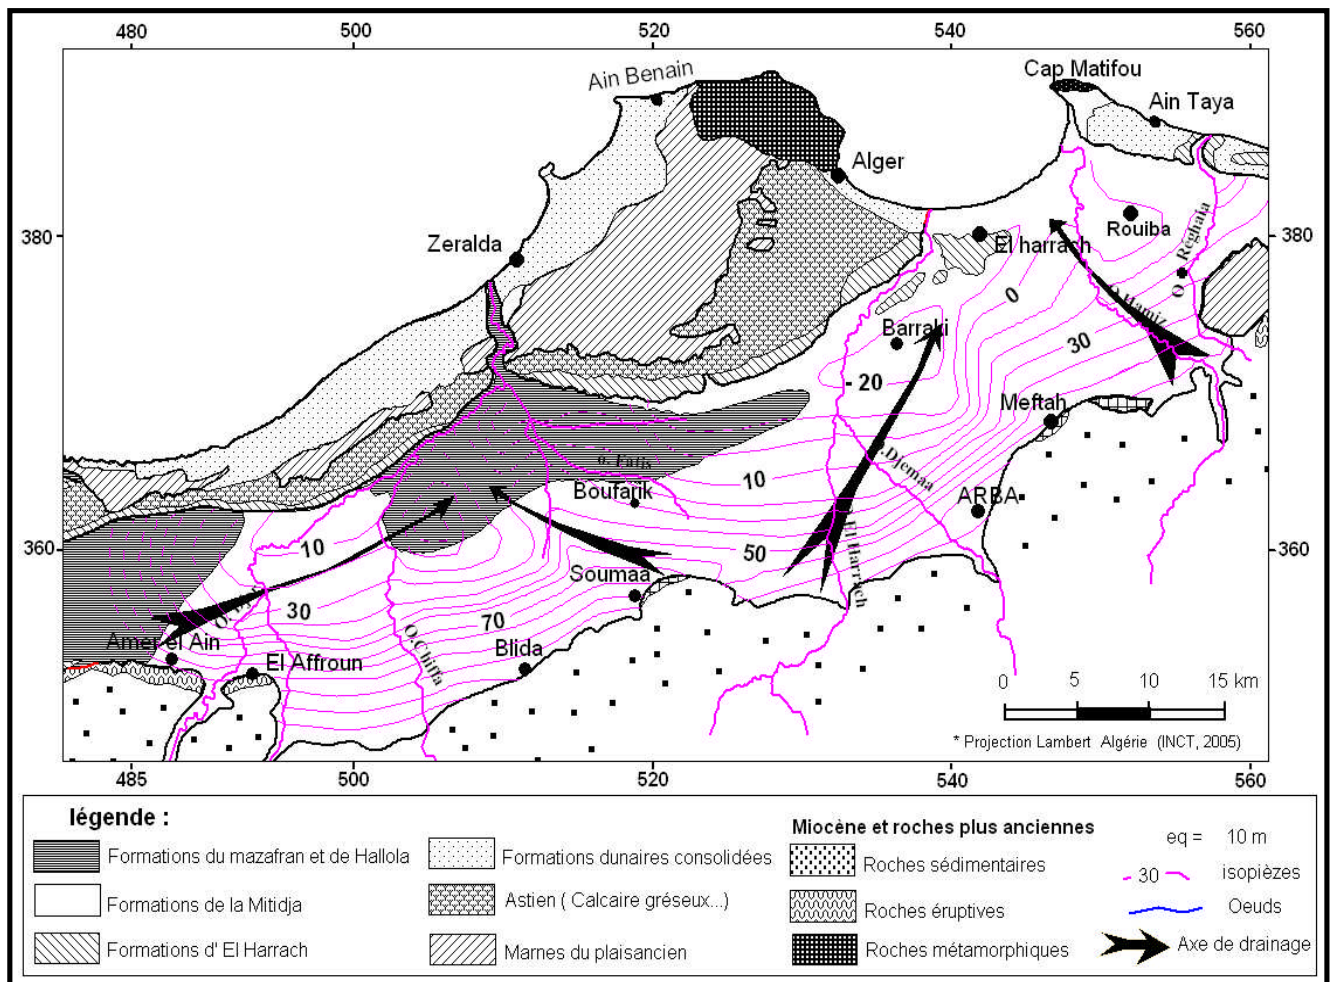 480 500 520 540 560
Ain Benain
Cap Matifou
Ain Taya
Alger
380
Zeralda
El harrach
Rouiba
O Reghaia
380
0
O.Hamiz
Barraki
30
- 20
Meftah
o. Fatis
O.Djemaa
10
Boufarik
ARBA
360
10
50
El Harrach
360
Soumaa
30
70
O.Chiffa
Amer el Ain
El Affroun
Blida
0 5 10 15 km
* Projection Lambert Algérie (INCT, 2005)
485 500 520 540 560
légende :
Formations du mazafran et de Hallola
Formations de la Mitidja
Formations d' El Harrach
Formations dunaires consolidées
Astien ( Calcaire gréseux...)
Marnes du plaisancien
Miocène et roches plus anciennes
Roches sédimentaires
Roches éruptives
Roches métamorphiques
eq = 10 m
- 30 isopièzes
Oeuds
Axe de drainage